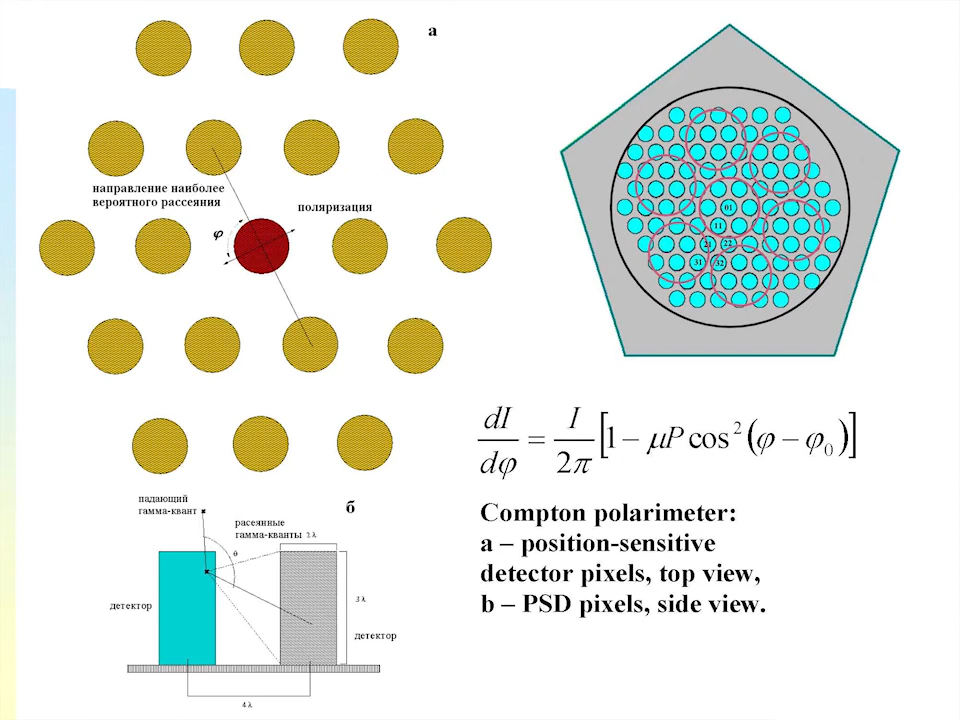 а
направление наиболее
вероятного рассеяния
поляризация
φ
01
11
21 22
31 32
dI/dφ = I/2π [1 − μP cos²(φ − φ₀)]
падающий
гамма-квант
б
расеянные
гамма-кванты
2 λ
θ
3 λ
детектор
детектор
4 λ
Compton polarimeter:
a – position-sensitive
detector pixels, top view,
b – PSD pixels, side view.